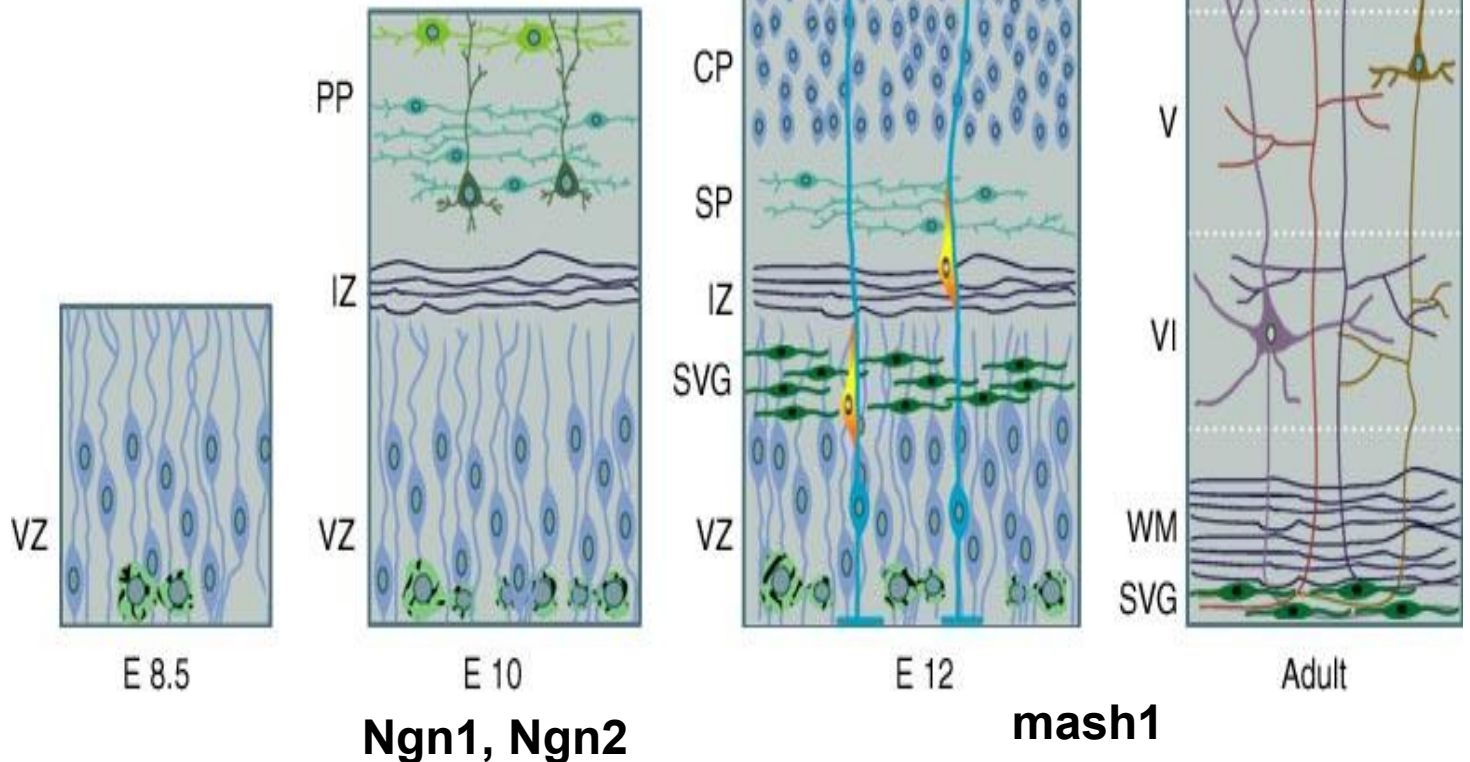 VZ
E 8.5
PP
IZ
VZ
E 10
CP
SP
IZ
SVG
VZ
E 12
V
VI
WM
SVG
Adult
Ngn1, Ngn2
mash1